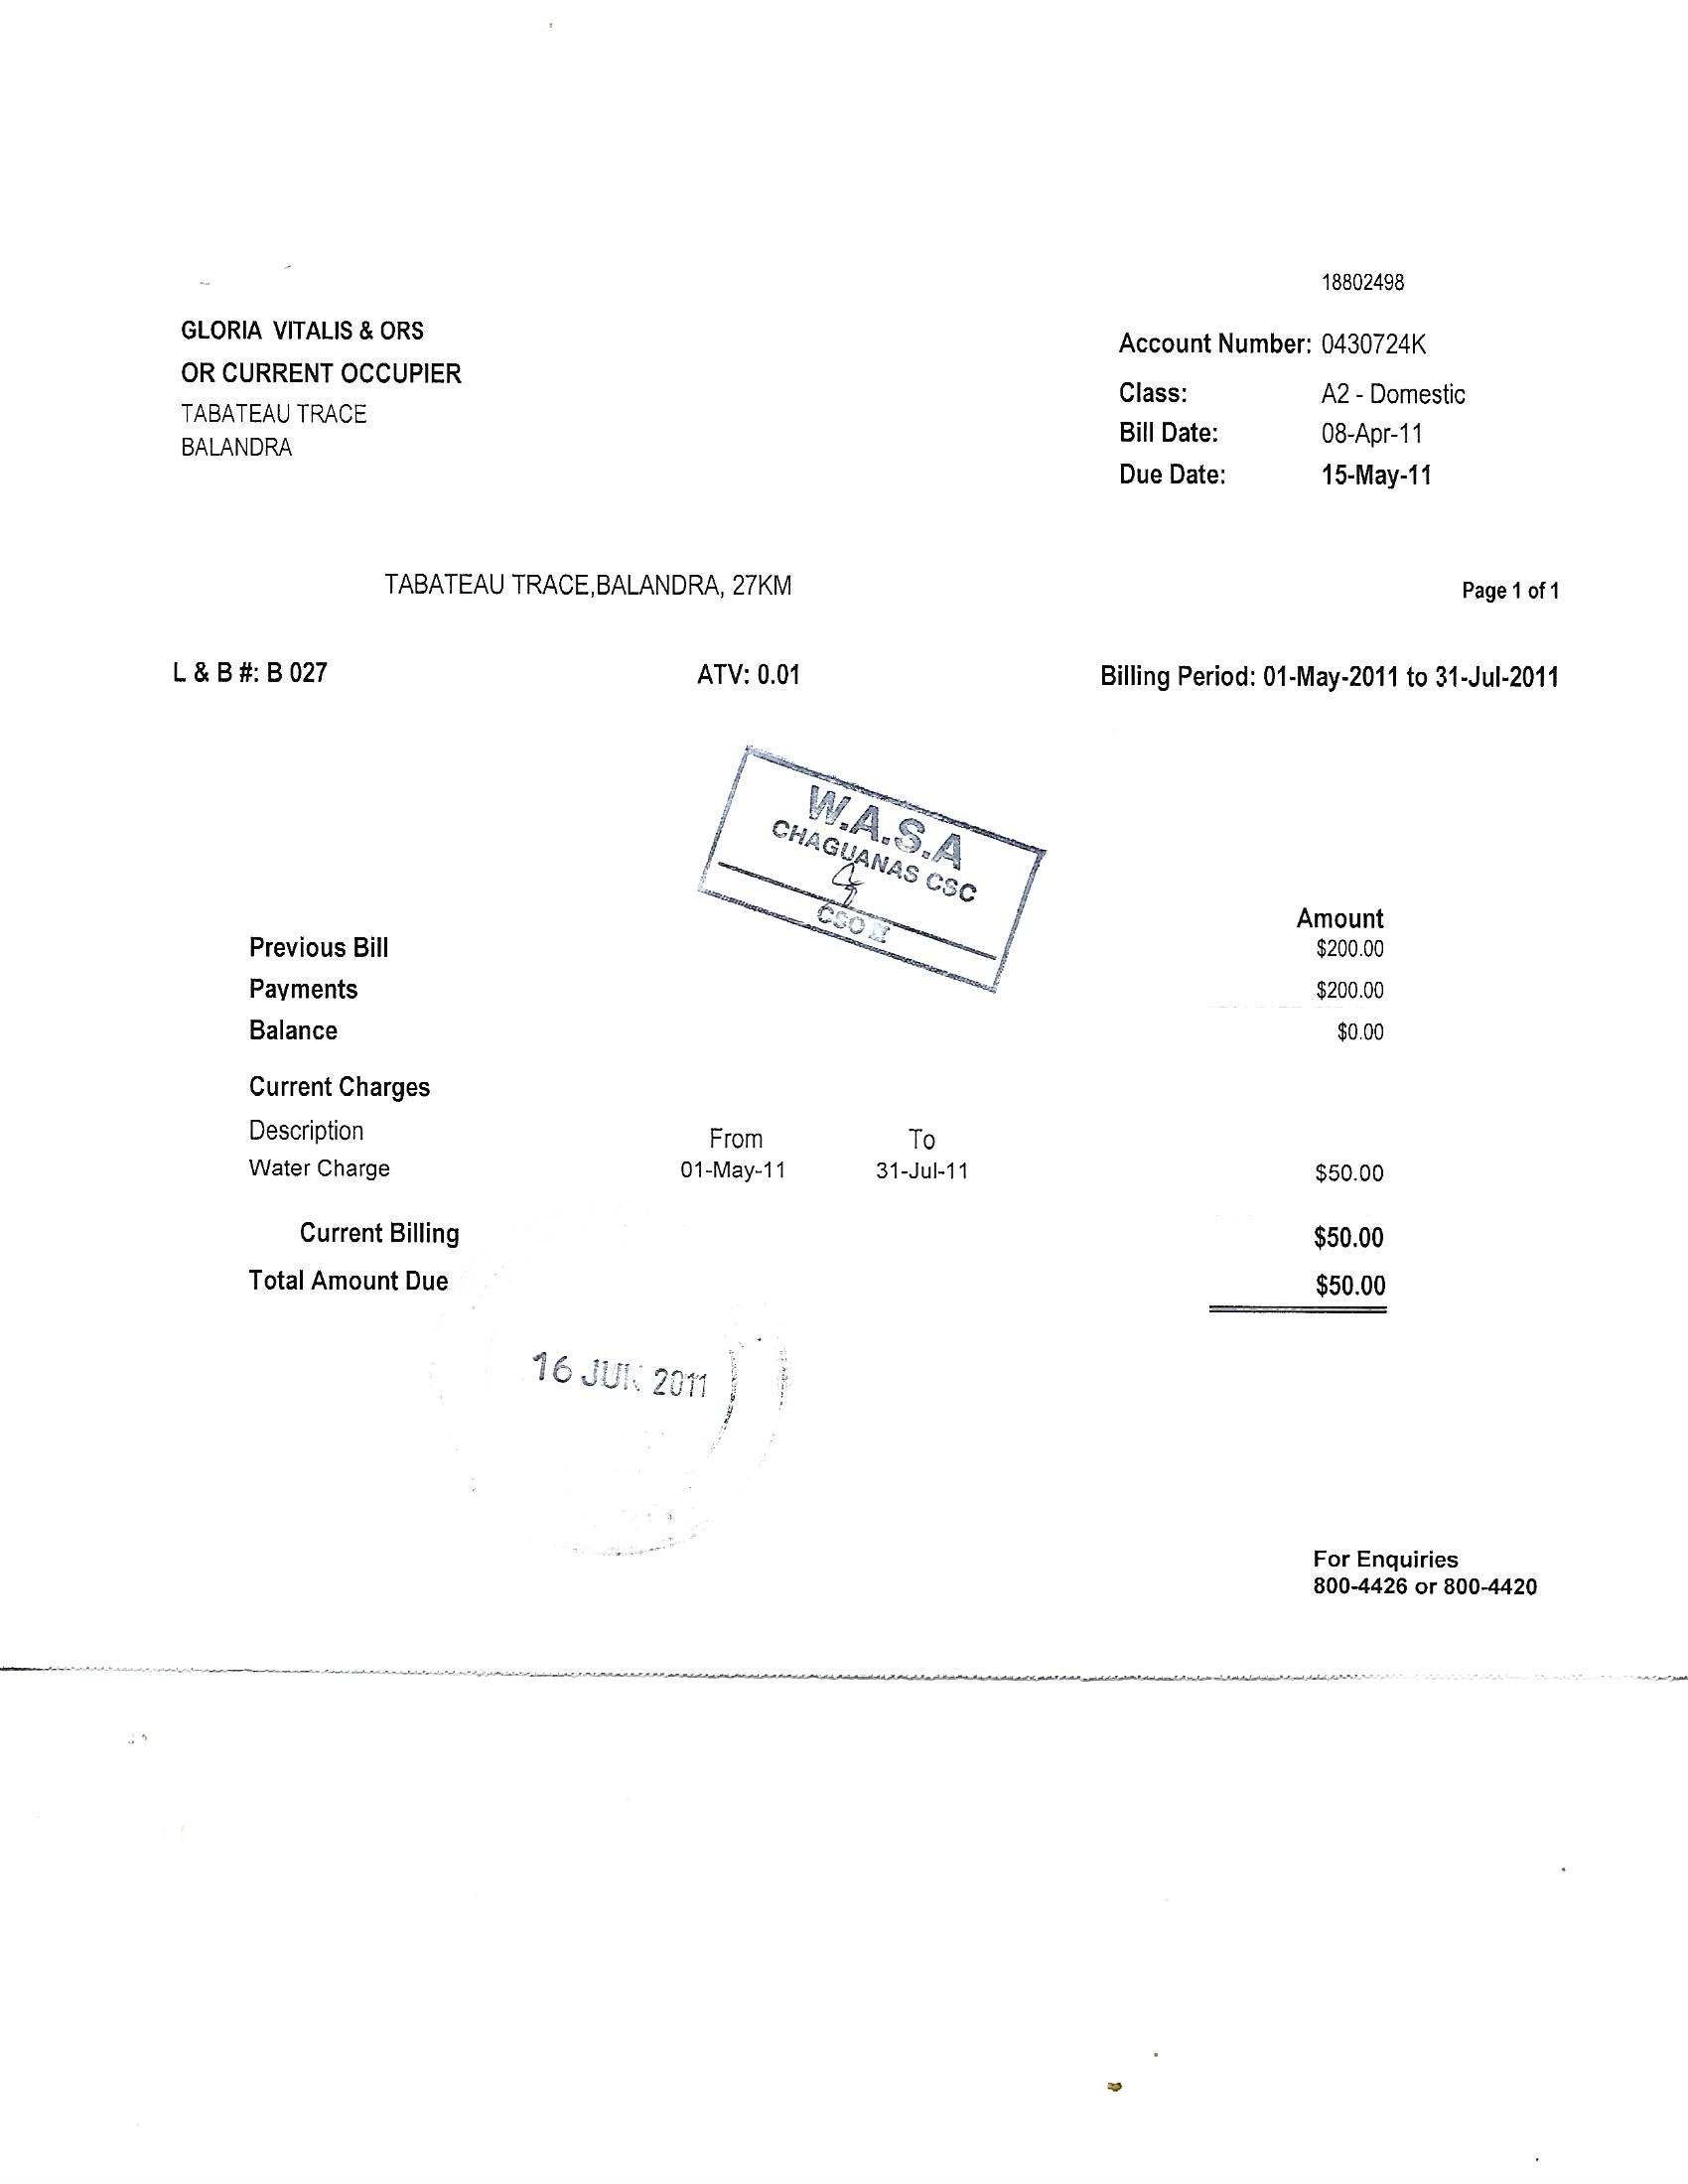 18802498
GLORIA VITALIS & ORS
OR CURRENT OCCUPIER
TABATEAU TRACE
BALANDRA
Account Number: 0430724K
Class: A2 - Domestic
Bill Date: 08-Apr-11
Due Date: 15-May-11
TABATEAU TRACE,BALANDRA, 27KM
Page 1 of 1
L & B #: B 027 ATV: 0.01 Billing Period: 01-May-2011 to 31-Jul-2011
W.A.S.A
CHAGUANAS CSC
CSO
Amount
Previous Bill $200.00
Payments $200.00
Balance $0.00
Current Charges
Description From To
Water Charge 01-May-11 31-Jul-11 $50.00
Current Billing $50.00
Total Amount Due $50.00
16 JUN 2011
For Enquiries
800-4426 or 800-4420